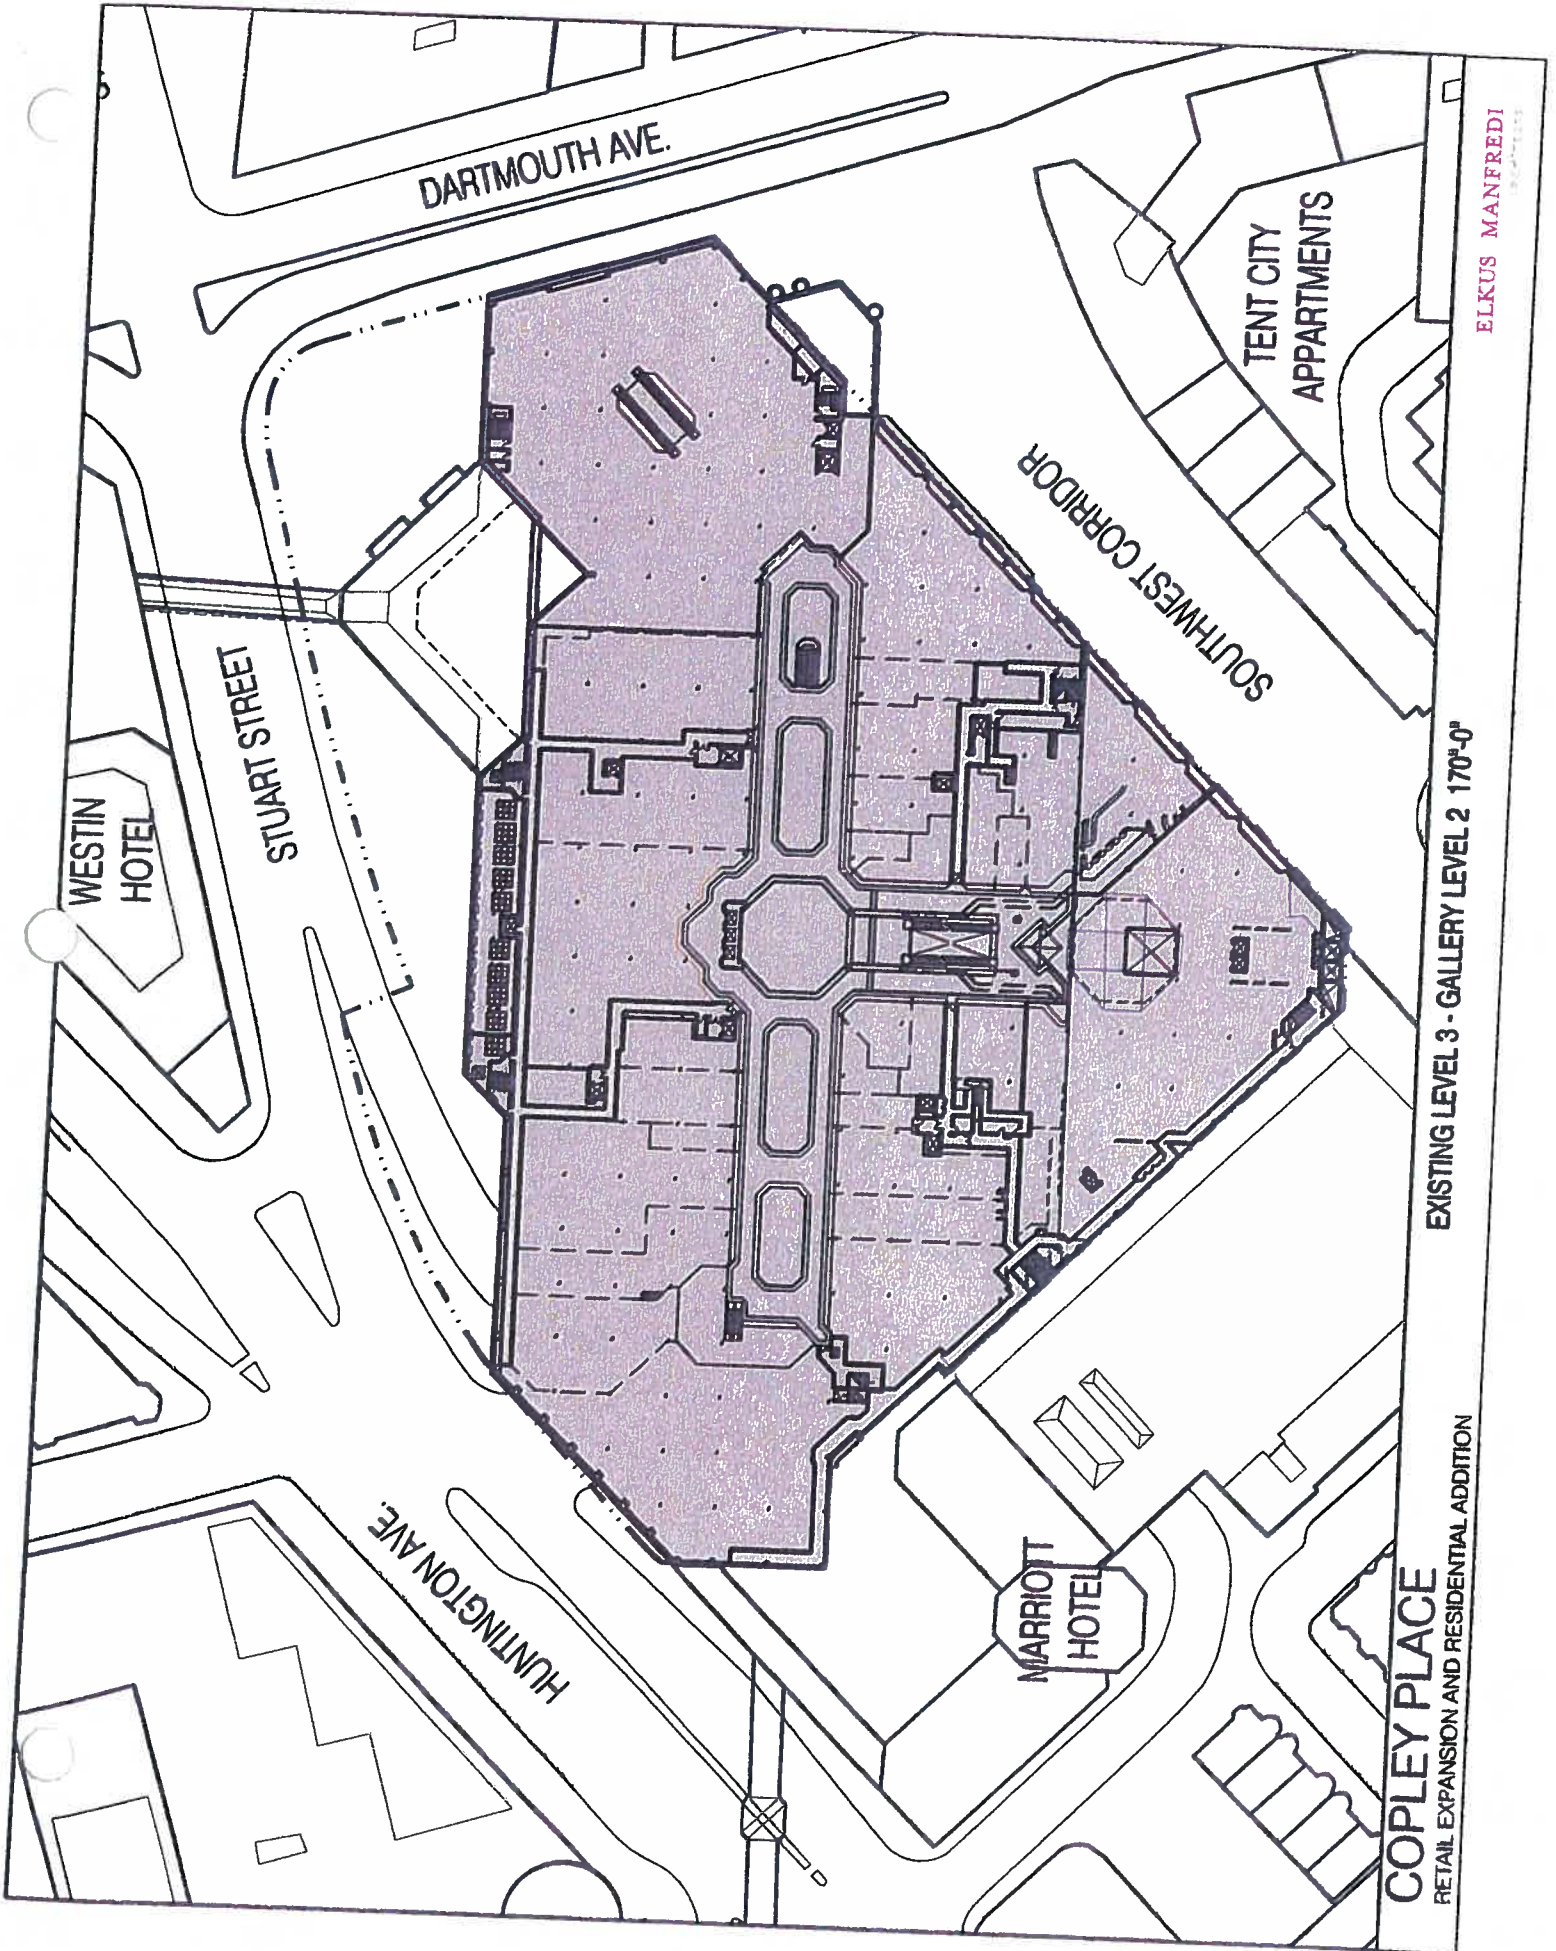 WESTIN
HOTEL
STUART STREET
DARTMOUTH AVE.
HUNTINGTON AVE.
SOUTHWEST CORRIDOR
TENT CITY
APPARTMENTS
MARRIOTT
HOTEL
COPLEY PLACE
RETAIL EXPANSION AND RESIDENTIAL ADDITION
EXISTING LEVEL 3 - GALLERY LEVEL 2 170"-0"
ELKUS MANFREDI